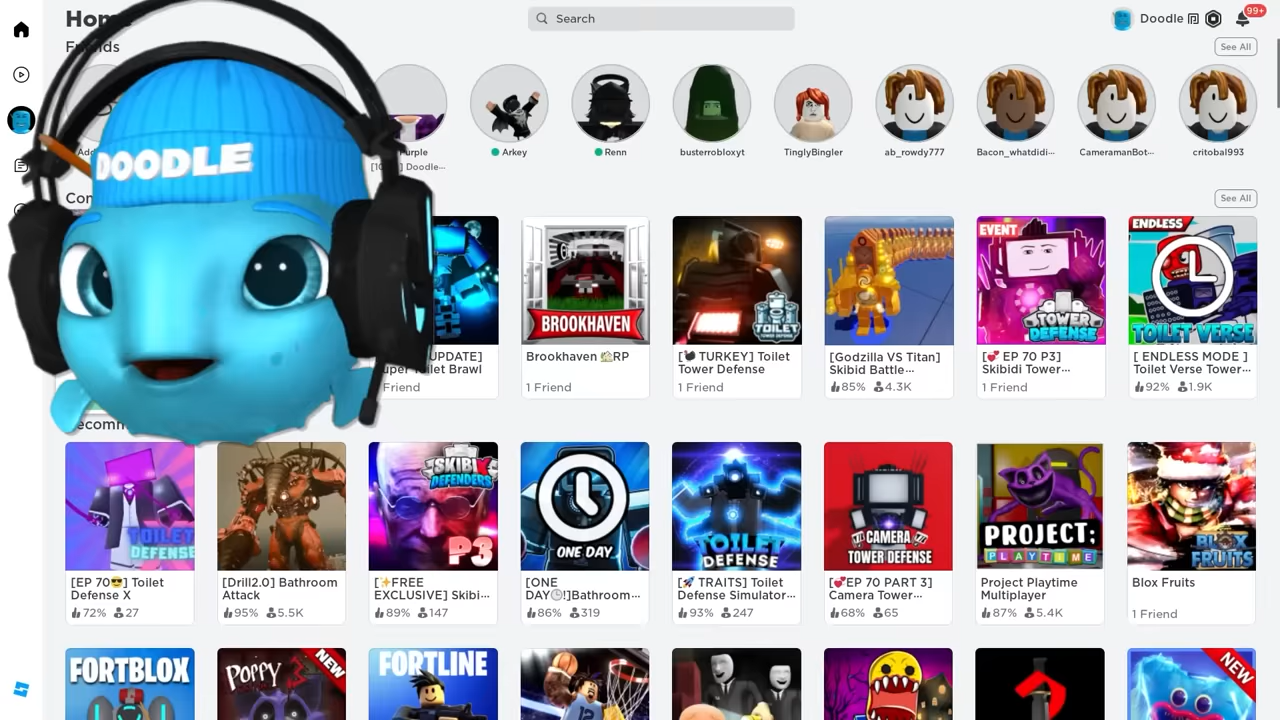 Home
Search
Doodle
99+
Friends
See All
Purple
Arkey
Renn
busterrobloxyt
TinglyBingler
ab_rowdy777
Bacon_whatdidi···
CameramanBot···
critobal993
DOODLE
See All
BROOKHAVEN
TOILET
TOWER DEFENSE
EVENT
TOWER
DEFENSE
ENDLESS
TOILET VERSE
UPDATE]
Toilet Brawl
Friend
Brookhaven 🏡RP
1 Friend
[🦃 TURKEY] Toilet
Tower Defense
1 Friend
[Godzilla VS Titan]
Skibid Battle···
85% 4.3K
[💕 EP 70 P3]
Skibidi Tower···
1 Friend
[ ENDLESS MODE ]
Toilet Verse Tower···
92% 1.9K
TOILET
DEFENSE
SKIBI
DEFENDERS
P3
ONE DAY
TOILET
DEFENSE
CAMERA
TOWER DEFENSE
PROJECT:
PLAYTIME
BLOX
FRUITS
[EP 70😎] Toilet
Defense X
72% 27
[Drill2.0] Bathroom
Attack
95% 5.5K
[✨FREE
EXCLUSIVE] Skibi···
89% 147
[ONE
DAY🕒!]Bathroom···
86% 319
[🚀 TRAITS] Toilet
Defense Simulator···
93% 247
[💕EP 70 PART 3]
Camera Tower···
68% 65
Project Playtime
Multiplayer
87% 5.4K
Blox Fruits
1 Friend
FORTBLOX
POPPY
3
NEW
FORTLINE
12
NEW